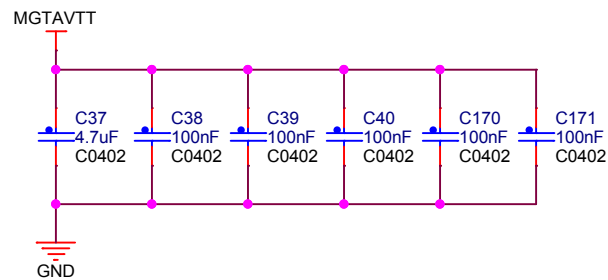 MGTAVTT
C37
4.7uF
C0402
C38
100nF
C0402
C39
100nF
C0402
C40
100nF
C0402
C170
100nF
C0402
C171
100nF
C0402
GND